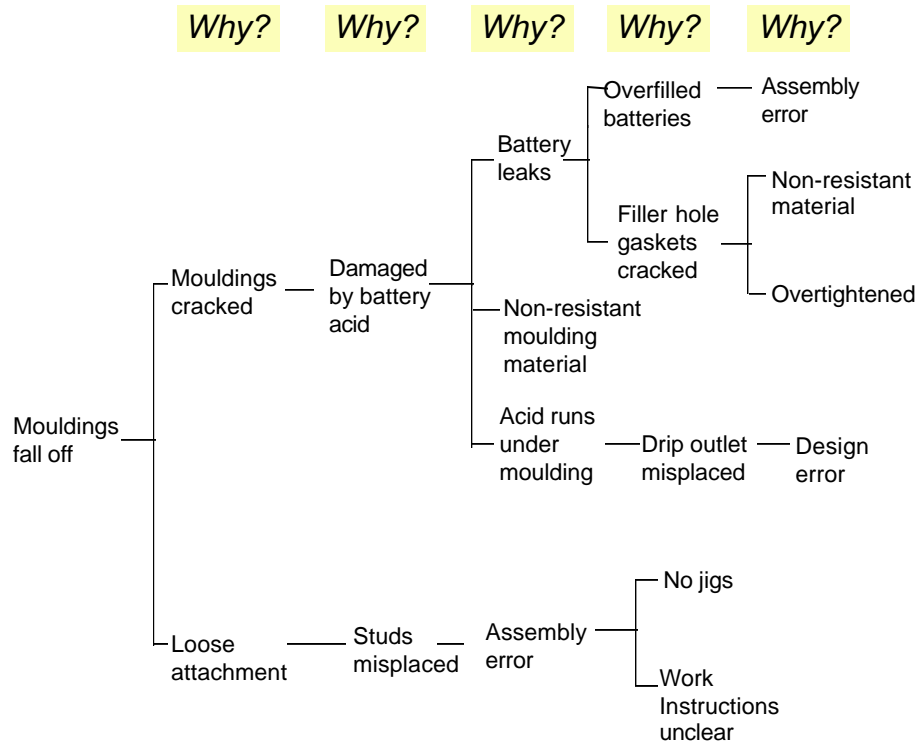 Why?
Why?
Why?
Why?
Why?
Mouldings
fall off
Mouldings
cracked
Damaged
by battery
acid
Battery
leaks
Overfilled
batteries
Assembly
error
Filler hole
gaskets
cracked
Non-resistant
material
Overtightened
Non-resistant
moulding
material
Acid runs
under
moulding
Drip outlet
misplaced
Design
error
Loose
attachment
Studs
misplaced
Assembly
error
No jigs
Work
Instructions
unclear